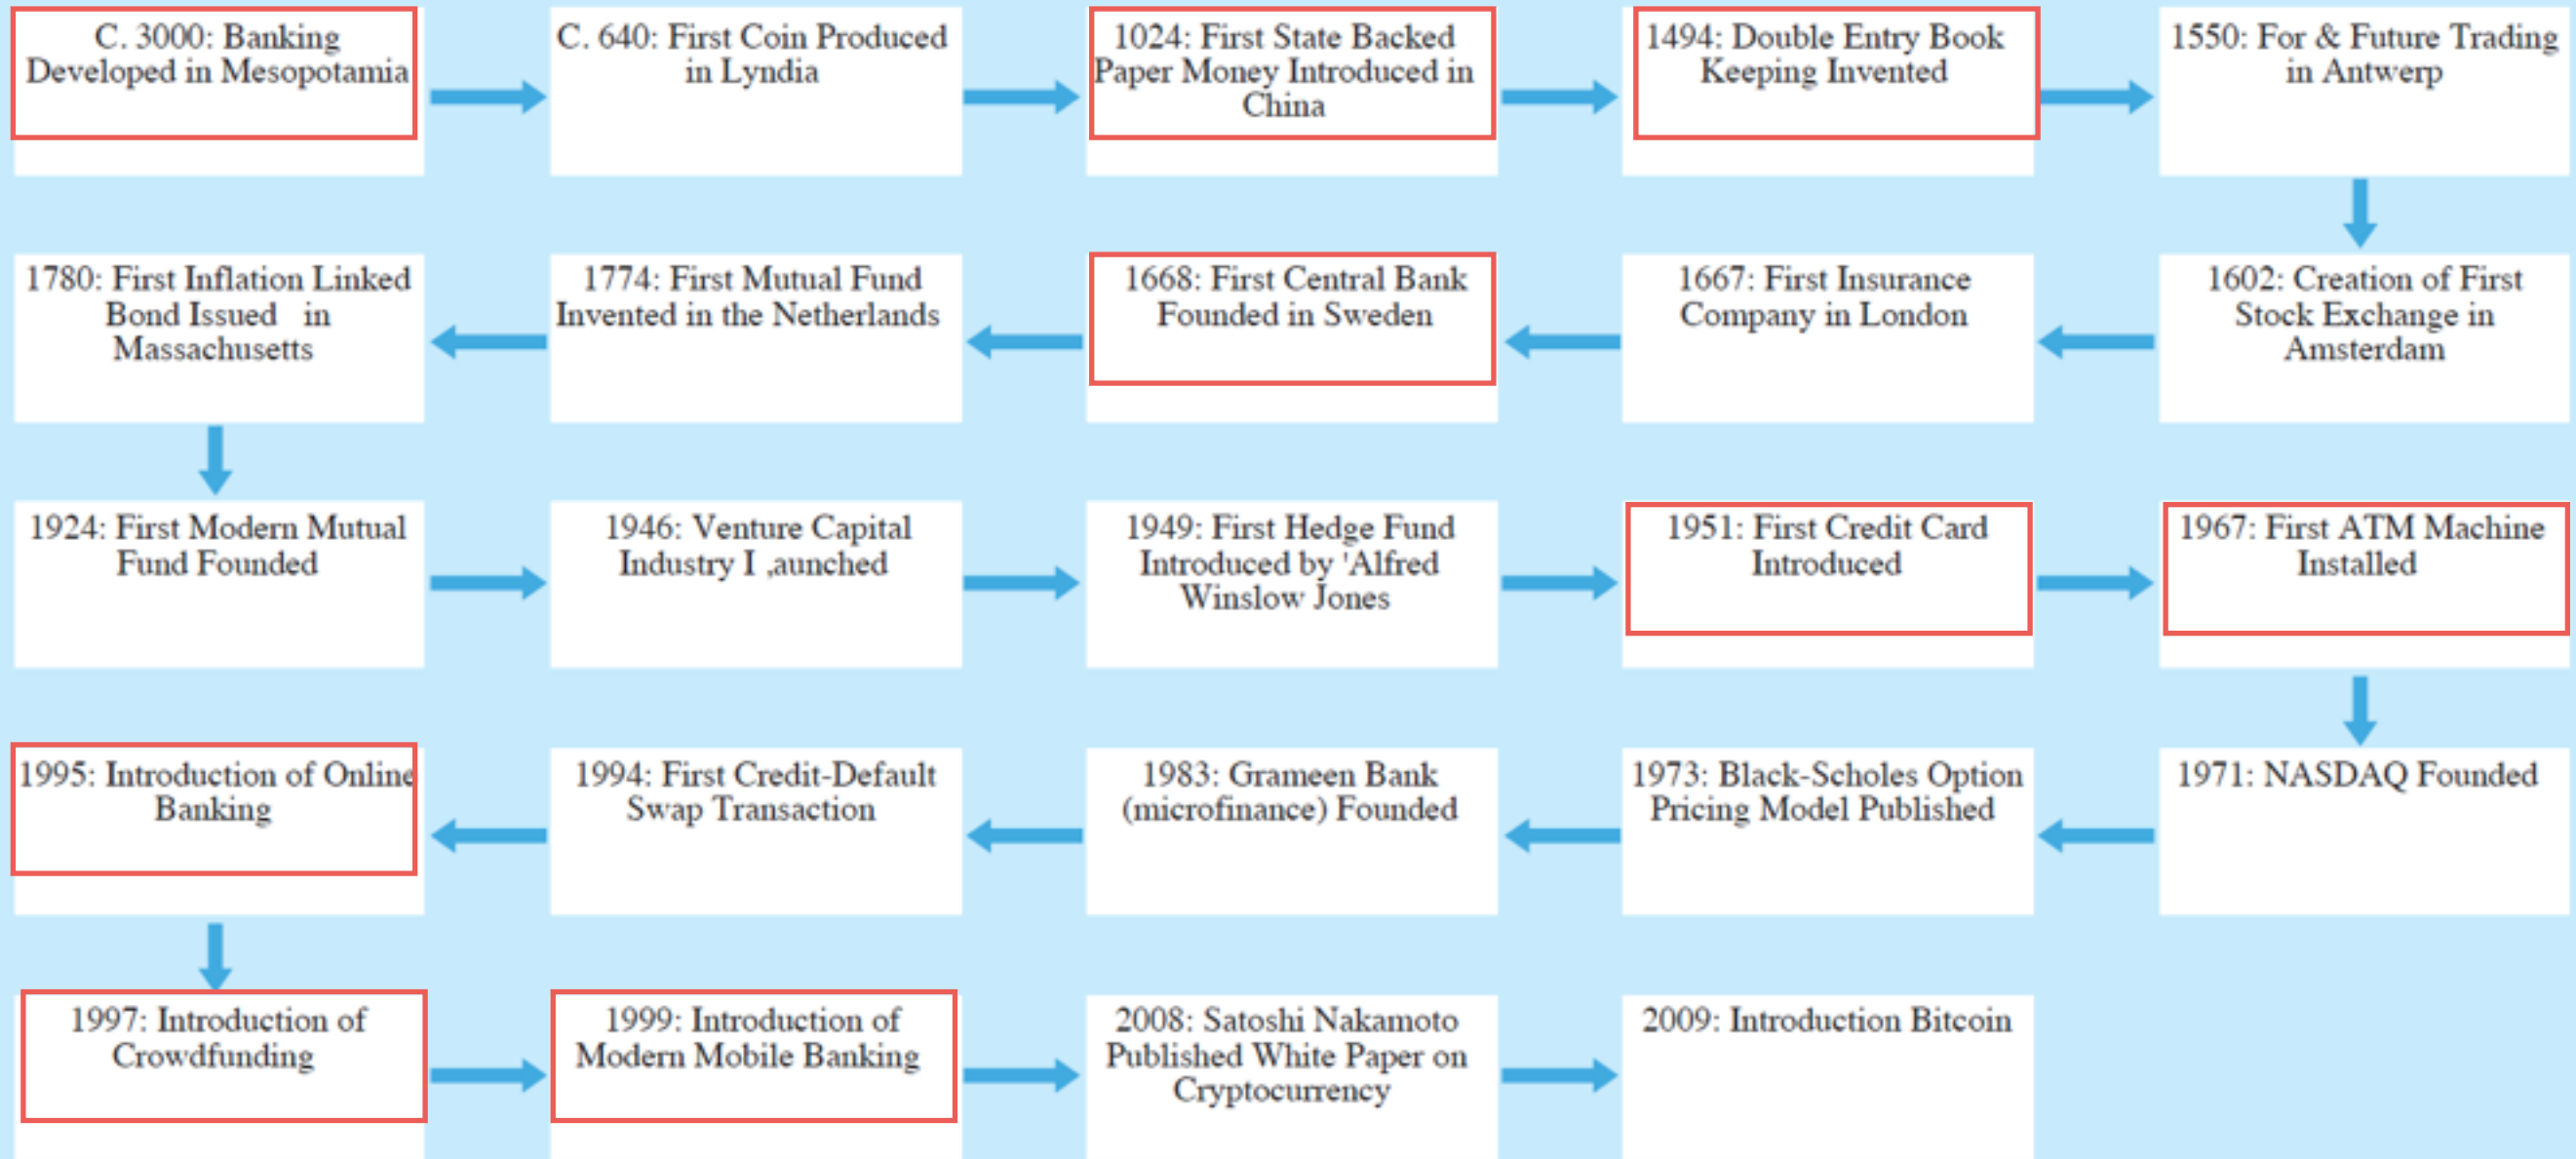 C. 3000: Banking
Developed in Mesopotamia
C. 640: First Coin Produced
in Lyndia
1024: First State Backed
Paper Money Introduced in
China
1494: Double Entry Book
Keeping Invented
1550: For & Future Trading
in Antwerp
1602: Creation of First
Stock Exchange in
Amsterdam
1667: First Insurance
Company in London
1668: First Central Bank
Founded in Sweden
1774: First Mutual Fund
Invented in the Netherlands
1780: First Inflation Linked
Bond Issued in
Massachusetts
1924: First Modern Mutual
Fund Founded
1946: Venture Capital
Industry I ,aunched
1949: First Hedge Fund
Introduced by 'Alfred
Winslow Jones
1951: First Credit Card
Introduced
1967: First ATM Machine
Installed
1971: NASDAQ Founded
1973: Black-Scholes Option
Pricing Model Published
1983: Grameen Bank
(microfinance) Founded
1994: First Credit-Default
Swap Transaction
1995: Introduction of Online
Banking
1997: Introduction of
Crowdfunding
1999: Introduction of
Modern Mobile Banking
2008: Satoshi Nakamoto
Published White Paper on
Cryptocurrency
2009: Introduction Bitcoin